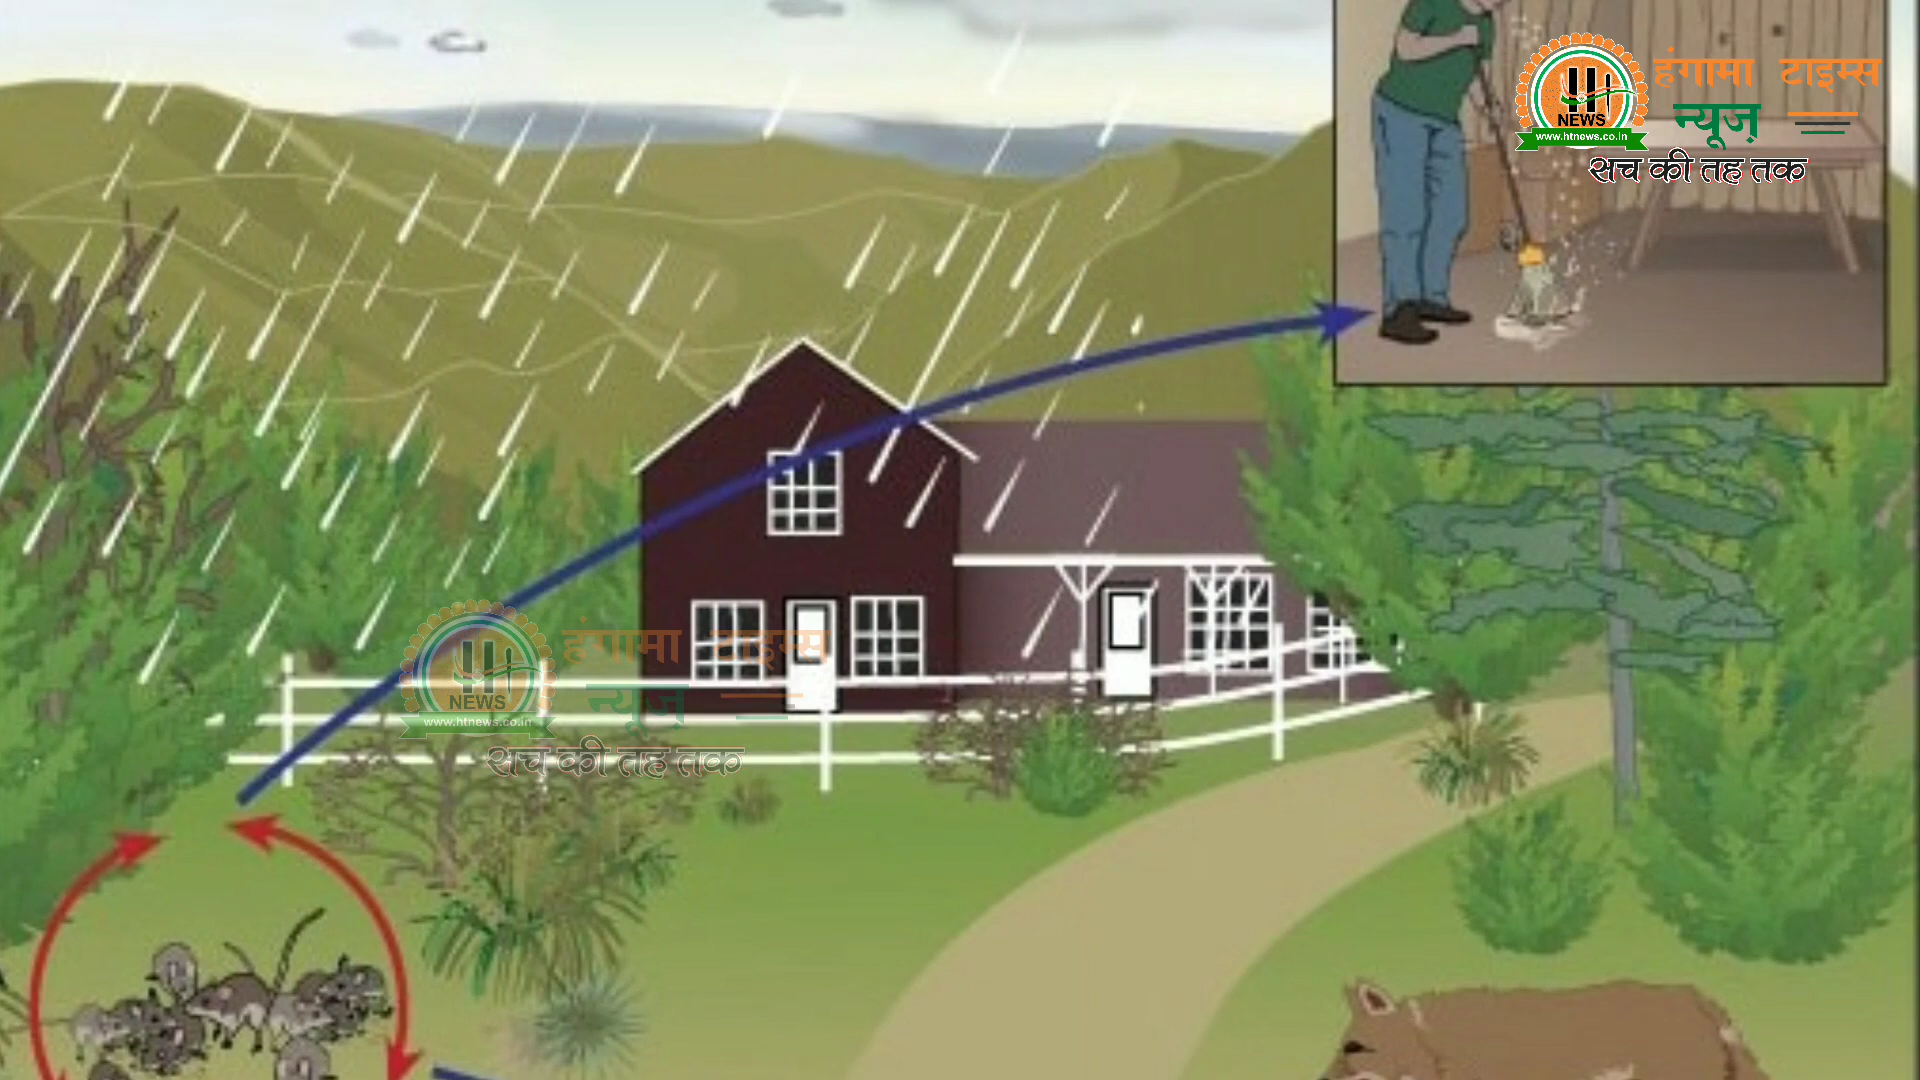 हंगामा टाइम्स
न्यूज़
NEWS
www.htnews.co.in
सच की तह तक
हंगामा टाइम्स
न्यूज़
NEWS
www.htnews.co.in
सच की तह तक